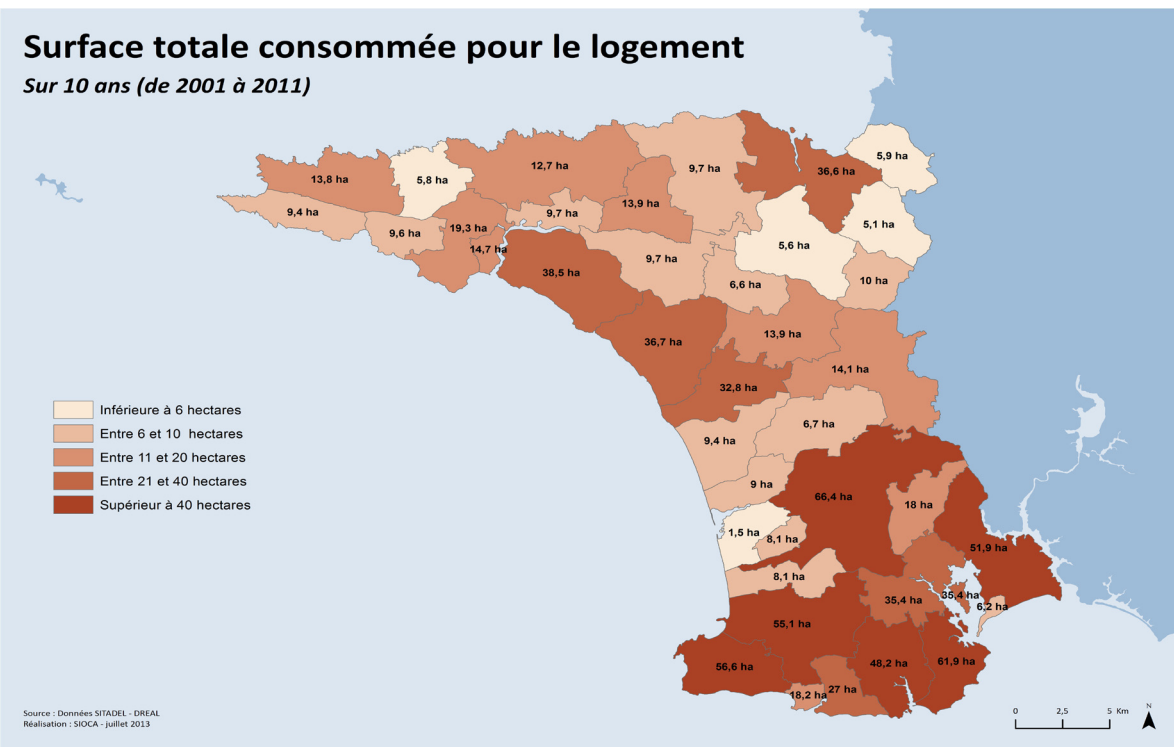 Surface totale consommée pour le logement
Sur 10 ans (de 2001 à 2011)
5,9 ha
12,7 ha
9,7 ha
36,6 ha
13,8 ha
5,8 ha
13,9 ha
9,4 ha
9,7 ha
5,1 ha
19,3 ha
9,6 ha
14,7 ha
5,6 ha
9,7 ha
38,5 ha
6,6 ha
10 ha
13,9 ha
36,7 ha
14,1 ha
32,8 ha
6,7 ha
9,4 ha
9 ha
66,4 ha
18 ha
1,5 ha
8,1 ha
51,9 ha
8,1 ha
35,4 ha
35,4 ha
6,2 ha
55,1 ha
56,6 ha
48,2 ha
61,9 ha
18,2 ha
27 ha
Inférieure à 6 hectares
Entre 6 et 10 hectares
Entre 11 et 20 hectares
Entre 21 et 40 hectares
Supérieur à 40 hectares
Source : Données SITADEL - DREAL
Réalisation : SIOCA - juillet 2013
0 2,5 5 Km
N